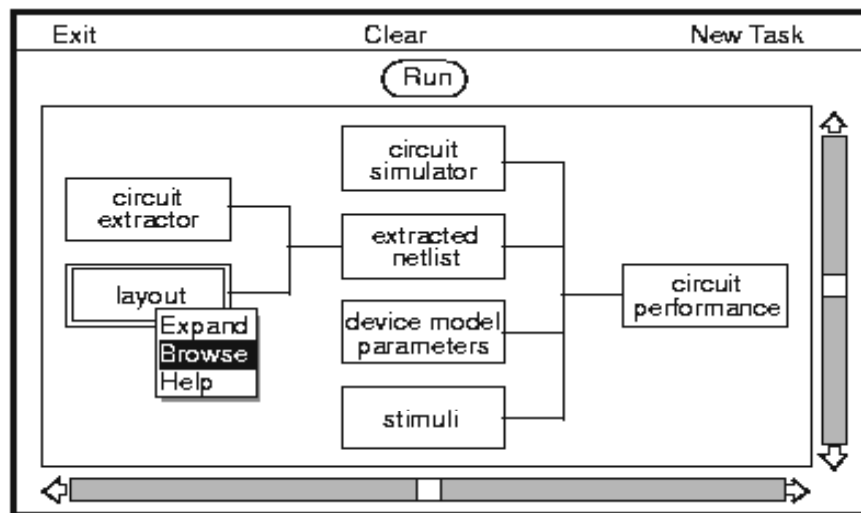 Exit Clear New Task
Run
circuit
simulator
circuit
extractor
extracted
netlist
layout
Expand
Browse
Help
device model
parameters
stimuli
circuit
performance